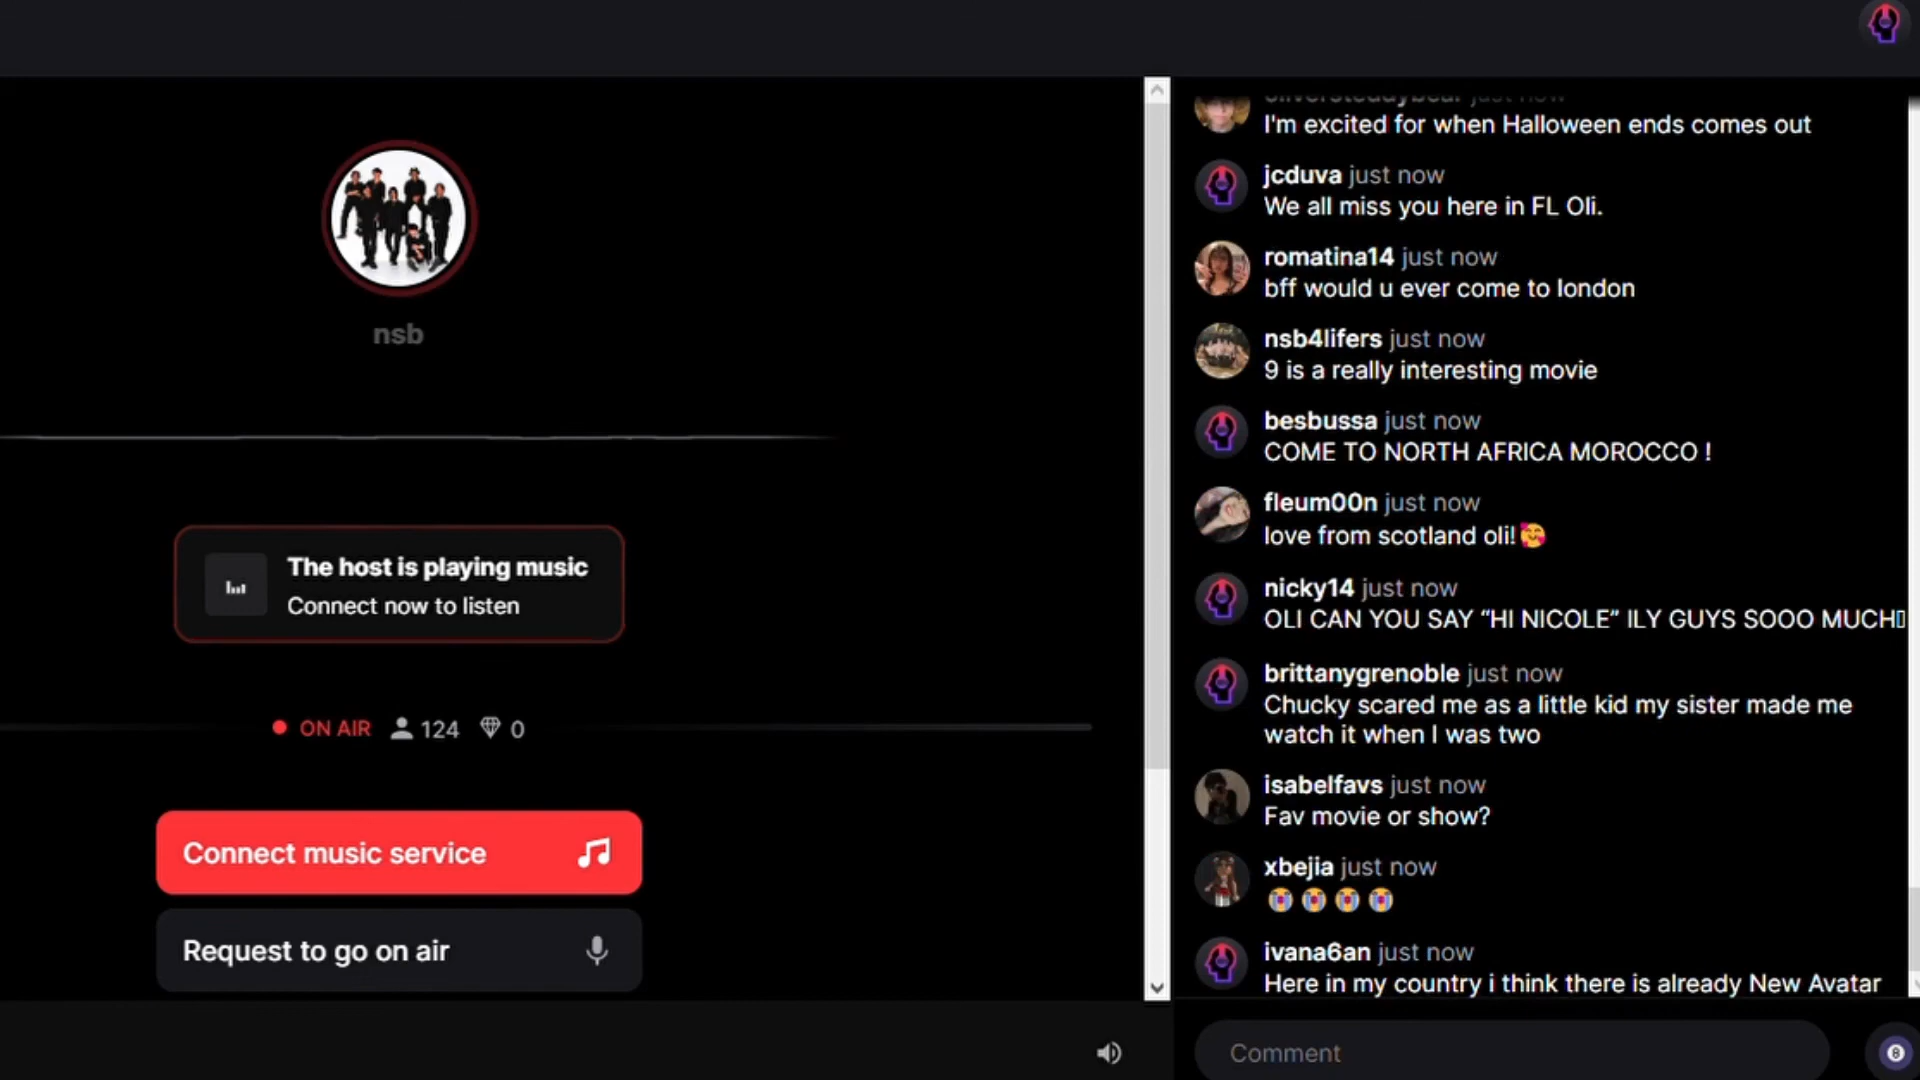 nsb
The host is playing music
Connect now to listen
ON AIR 124 0
Connect music service
Request to go on air
just now
I'm excited for when Halloween ends comes out
jcduva just now
We all miss you here in FL Oli.
romatina14 just now
bff would u ever come to london
nsb4lifers just now
9 is a really interesting movie
besbussa just now
COME TO NORTH AFRICA MOROCCO !
fleum00n just now
love from scotland oli!🥰
nicky14 just now
OLI CAN YOU SAY “HI NICOLE” ILY GUYS SOOO MUCH
brittanygrenoble just now
Chucky scared me as a little kid my sister made me
watch it when I was two
isabelfavs just now
Fav movie or show?
xbejia just now
😭😭😭😭
ivana6an just now
Here in my country i think there is already New Avatar
Comment